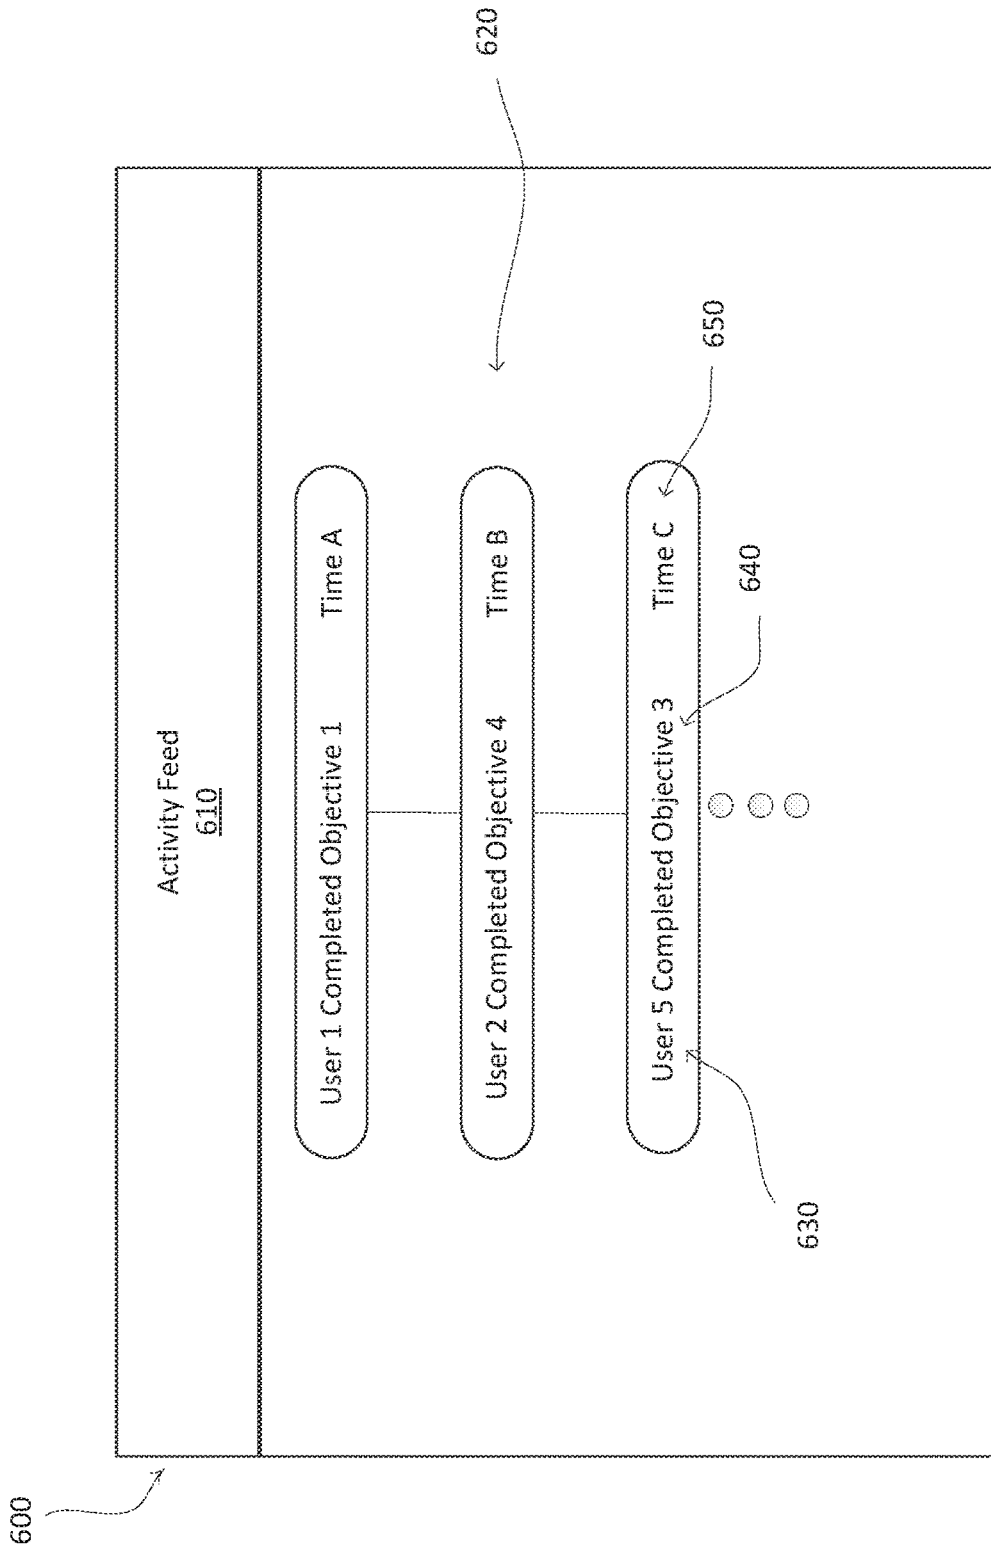 600
Activity Feed
610
User 1 Completed Objective 1 Time A
620
User 2 Completed Objective 4 Time B
User 5 Completed Objective 3 Time C
650
640
630